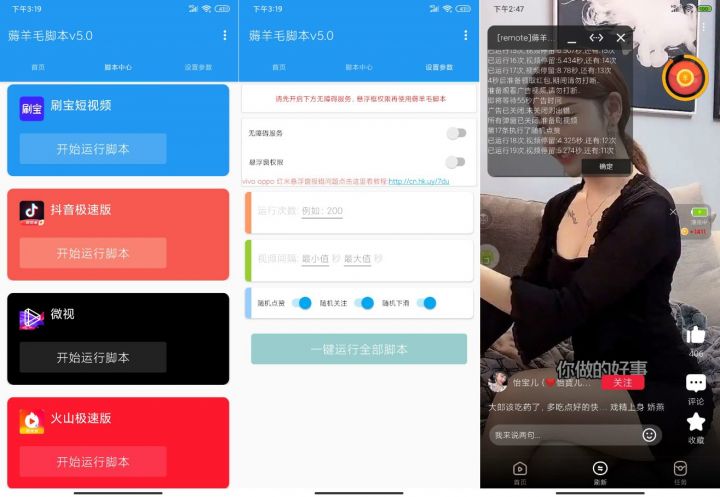 下午3:19
薅羊毛脚本v5.0
首页
脚本中心
设置参数
刷宝
刷宝短视频
开始运行脚本
抖音极速版
开始运行脚本
微视
开始运行脚本
火山极速版
开始运行脚本
下午3:19
薅羊毛脚本v5.0
首页
脚本中心
设置参数
请先开启下方无障碍服务，悬浮框权限再使用薅羊毛脚本
无障碍服务
悬浮窗权限
vivo oppo 红米悬浮窗报错问题点击这里看教程:http://cn.hk.uy/7du
运行次数: 例如：200
视频间隔: 最小值 秒 最大值 秒
随机点赞
随机关注
随机下滑
一键运行全部脚本
下午2:47
[remote]薅羊...
已运行15次,视频停留:6.507,还有:15次
已运行16次,视频停留:5.434秒,还有:14次
已运行17次,视频停留:8.78秒,还有:13次
4秒后准备领取红包,期间请勿打断..
准备观看广告视频,请勿打断..
即将等待55秒广告时间
广告已关闭,未关闭则出错
所有弹窗已关闭,准备刷视频
第17条执行了随机点赞
已运行18次,视频停留:4.325秒,还有:12次
已运行19次,视频停留:5.274秒,还有:11次
确定
+1411
406
你做的好事
怡宝儿
关注
评论
大郎该吃药了，多吃点好的快... 戏精上身 娇燕
收藏
我来说两句...
首页
刷新
任务